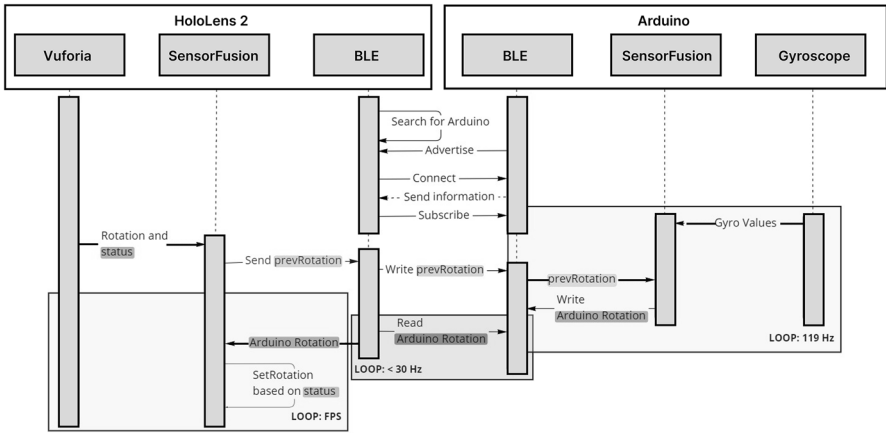 HoloLens 2
Arduino
Vuforia
SensorFusion
BLE
BLE
SensorFusion
Gyroscope
Search for Arduino
Advertise
Connect
Send information
Subscribe
Gyro Values
Rotation and
status
Send prevRotation
Write prevRotation
prevRotation
Write
Arduino Rotation
Read
Arduino Rotation
Arduino Rotation
LOOP: 119 Hz
LOOP: < 30 Hz
SetRotation
based on status
LOOP: FPS